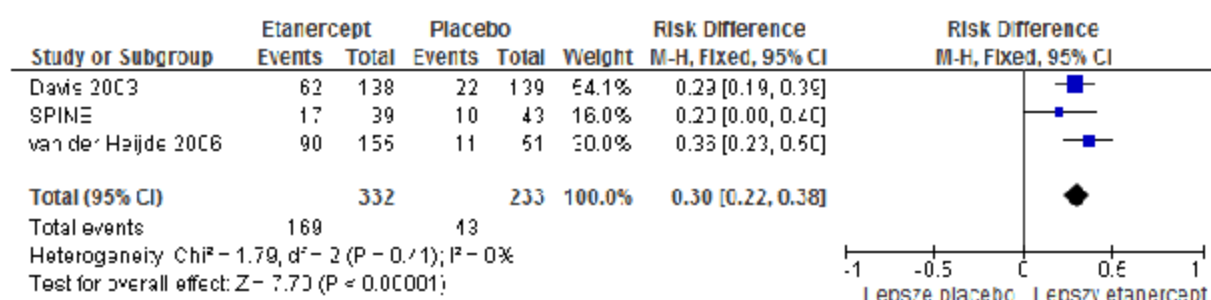 Etanercept Placebo Risk Difference Risk Difference
Study or Subgroup Events Total Events Total Weight M-H, Fixed, 95% CI M-H, Fixed, 95% CI
Davis 2003 62 138 22 139 54.1% 0.29 [0.19, 0.39]
SPINE 17 39 10 43 16.0% 0.20 [0.00, 0.40]
van der Heijde 2006 90 155 11 51 30.0% 0.36 [0.23, 0.50]
Total (95% CI) 332 233 100.0% 0.30 [0.22, 0.38]
Total events 169 43
Heterogeneity: Chi² = 1.79, df = 2 (P = 0.41); I² = 0%
Test for overall effect: Z = 7.70 (P < 0.00001)
-1 -0.5 0 0.5 1
Lepsze placebo Lepszy etanercept